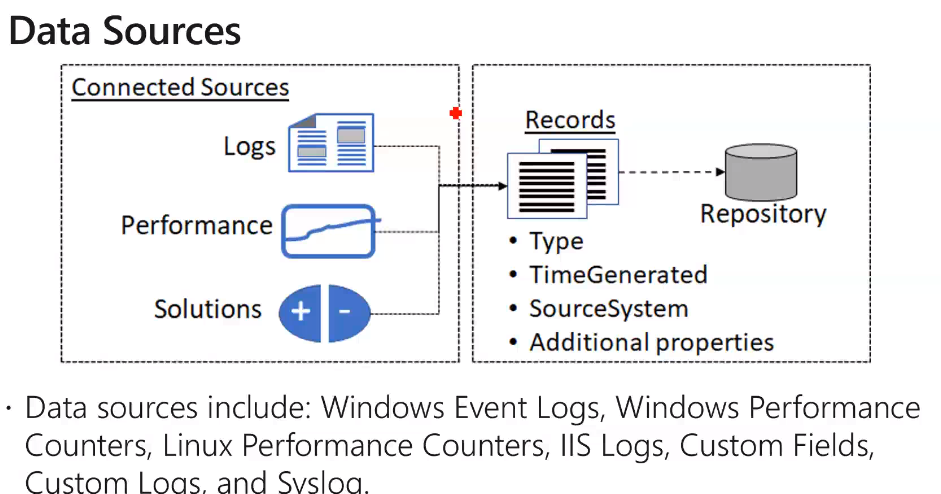 Data Sources
Connected Sources
Logs
Performance
Solutions
+ -
Records
Repository
• Type
• TimeGenerated
• SourceSystem
• Additional properties
• Data sources include: Windows Event Logs, Windows Performance
Counters, Linux Performance Counters, IIS Logs, Custom Fields,
Custom Logs, and Syslog.